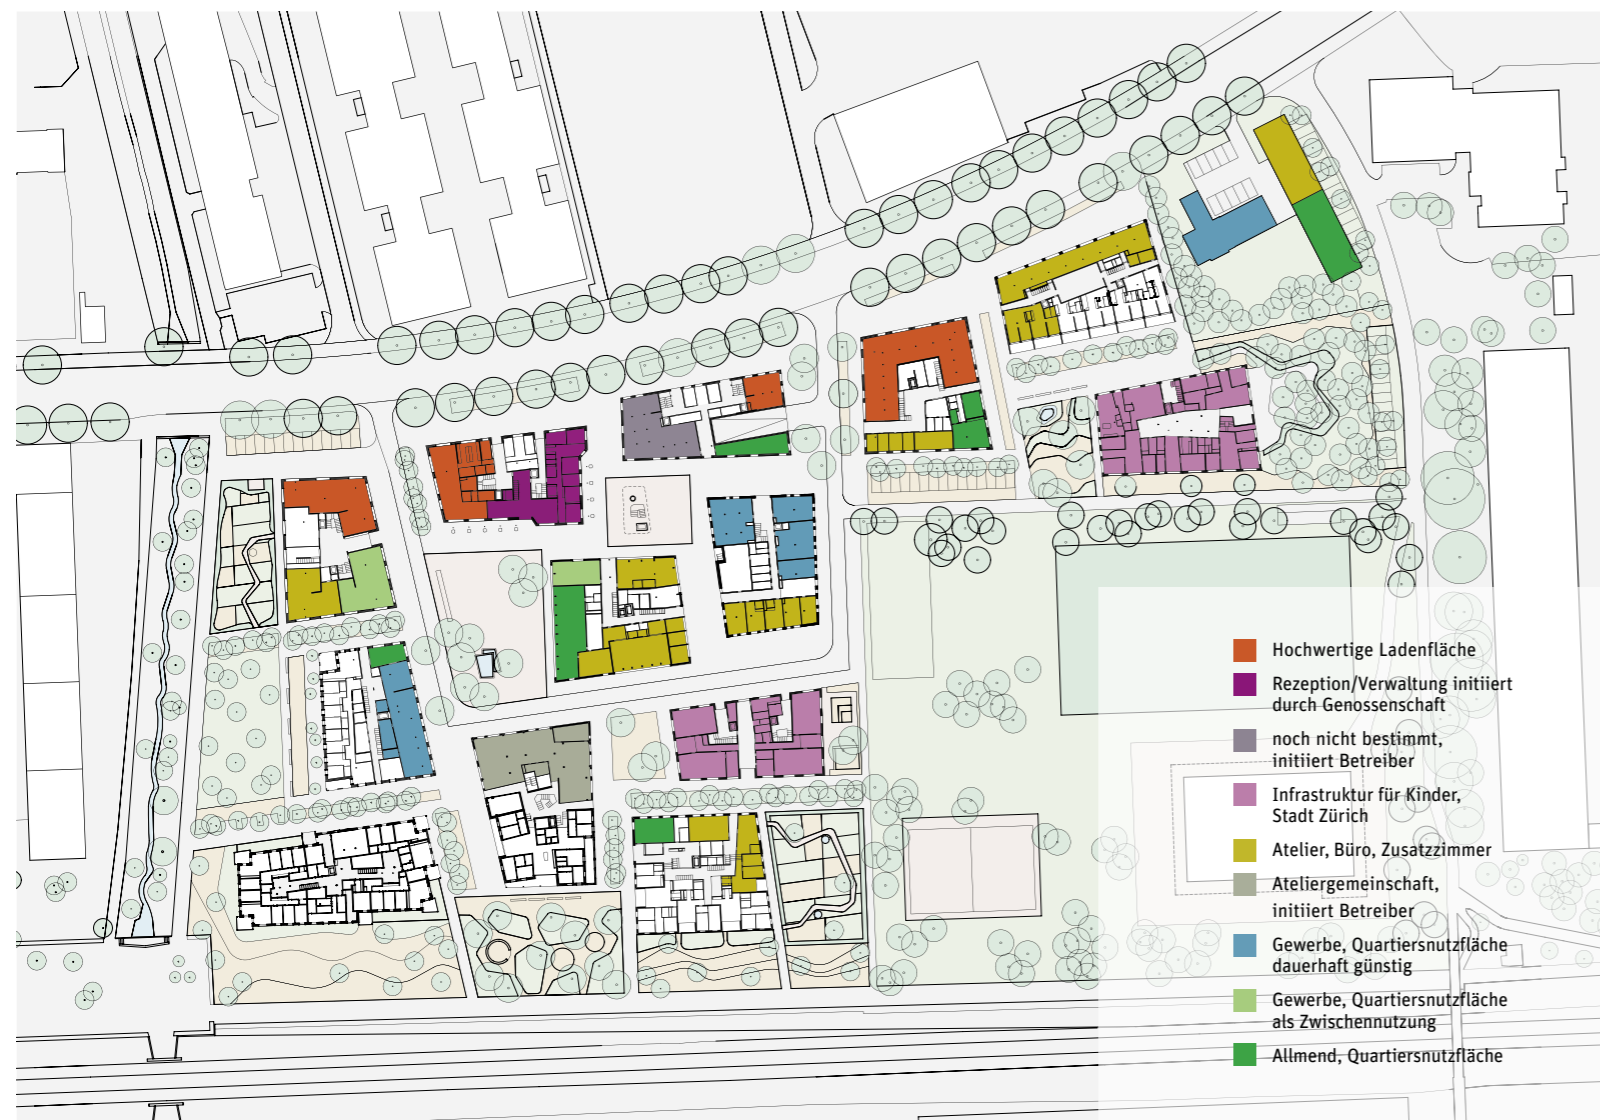 Hochwertige Ladenfläche
Rezeption/Verwaltung initiiert
durch Genossenschaft
noch nicht bestimmt,
initiiert Betreiber
Infrastruktur für Kinder,
Stadt Zürich
Atelier, Büro, Zusatzzimmer
Ateliergemeinschaft,
initiiert Betreiber
Gewerbe, Quartiersnutzfläche
dauerhaft günstig
Gewerbe, Quartiersnutzfläche
als Zwischennutzung
Allmend, Quartiersnutzfläche